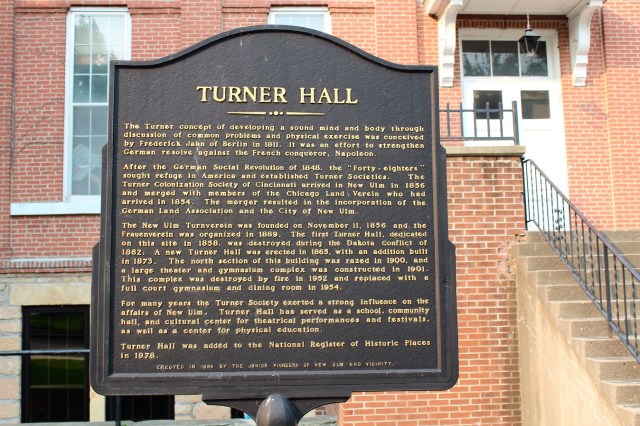 TURNER HALL
The Turner concept of developing a sound mind and body through
discussion of common problems and physical exercise was conceived
by Frederick Jahn of Berlin in 1811. It was an effort to strengthen
German resolve against the French conqueror, Napoleon.
After the German Social Revolution of 1848, the "Forty-eighters"
sought refuge in America and established Turner Societies. The
Turner Colonization Society of Cincinnati arrived in New Ulm in 1856
and merged with members of the Chicago Land Verein who had
arrived in 1854. The merger resulted in the incorporation of the
German Land Association and the City of New Ulm.
The New Ulm Turnverein was founded on November 11, 1856 and the
Frauenverein was organized in 1889. The first Turner Hall, dedicated
on this site in 1858, was destroyed during the Dakota Conflict of
1862. A new Turner Hall was erected in 1865, with an addition built
in 1873. The north section of this building was razed in 1900, and
a large theater and gymnasium complex was constructed in 1901.
This complex was destroyed by fire in 1952 and replaced with a
full court gymnasium and dining room in 1954.
For many years the Turner Society exerted a strong influence on the
affairs of New Ulm. Turner Hall has served as a school, community
hall, and cultural center for theatrical performances and festivals,
as well as a center for physical education.
Turner Hall was added to the National Register of Historic Places
in 1978.
ERECTED IN BY THE JUNIOR PIONEERS OF NEW ULM AND VICINITY.